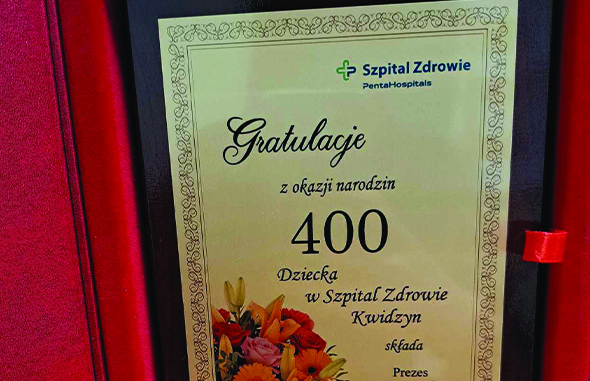 Szpital Zdrowie
PentaHospitals
Gratulacje
z okazji narodzin
400
Dziecka
w Szpital Zdrowie
Kwidzyn
składa
Prezes